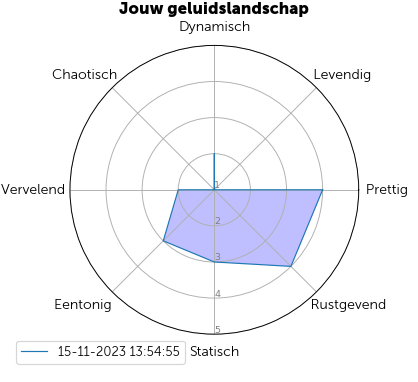 Jouw geluidslandschap
Dynamisch
Chaotisch
Levendig
Vervelend
Prettig
1
2
3
4
5
Eentonig
Rustgevend
15-11-2023 13:54:55
Statisch